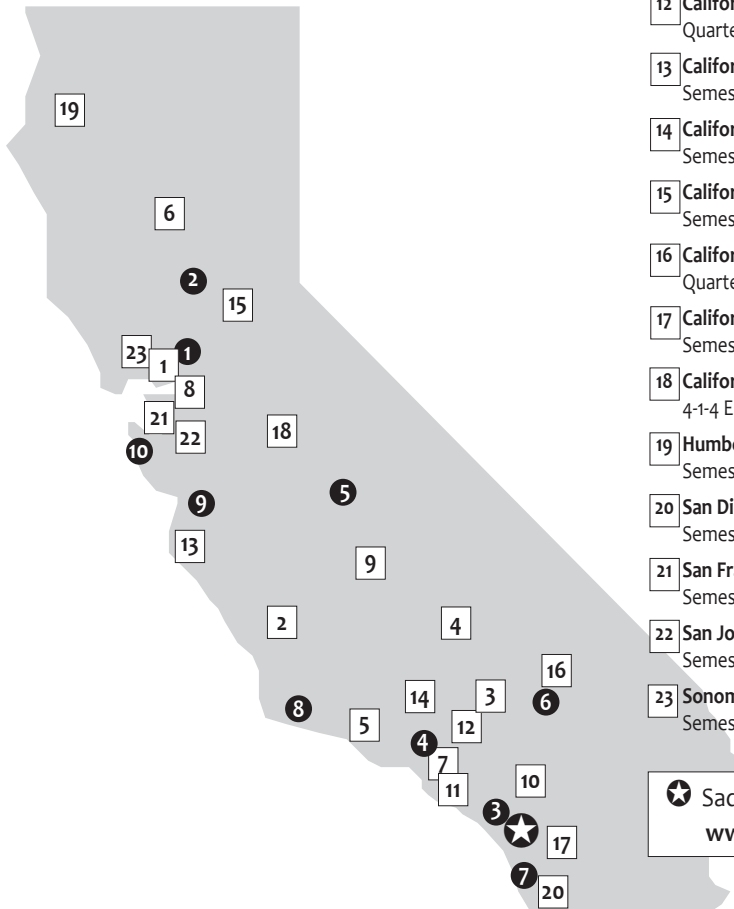 19
6
2
15
23
1
1
8
21
22
18
10
5
9
13
9
2
4
16
14
3
6
8
5
12
4
7
10
11
3
17
7
20
12 Califor
Quarte
13 Califor
Semes
14 Califor
Semes
15 Califor
Semes
16 Califor
Quarte
17 Califor
Semes
18 Califor
4-1-4 E
19 Humbo
Semes
20 San Di
Semes
21 San Fr
Semes
22 San Jo
Semes
23 Sonom
Semes
Sad
ww